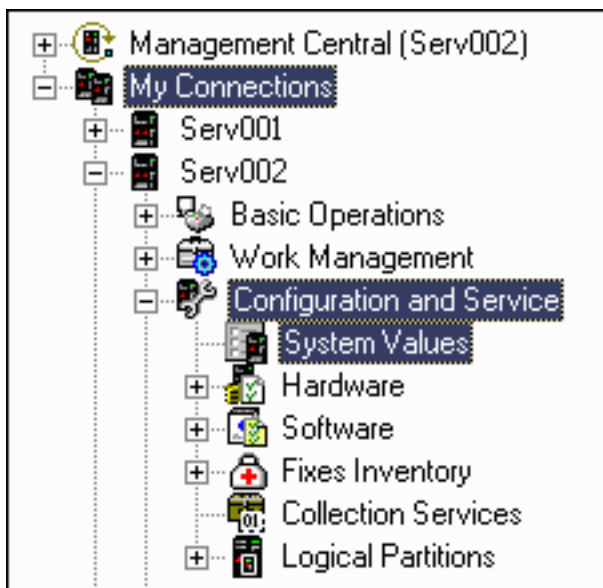 Management Central (Serv002)
My Connections
Serv001
Serv002
Basic Operations
Work Management
Configuration and Service
System Values
Hardware
Software
Fixes Inventory
Collection Services
Logical Partitions